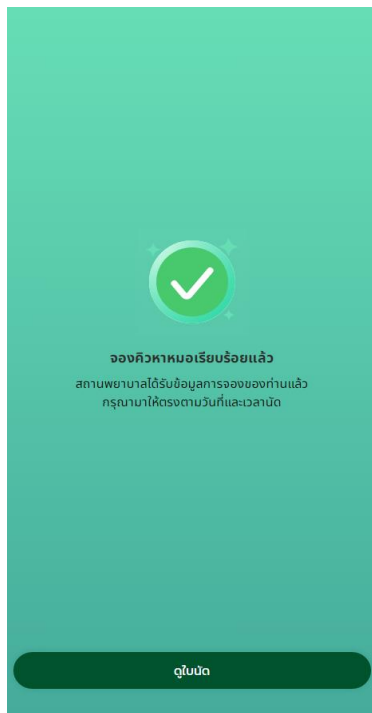 จองคิวหาหมอเรียบร้อยแล้ว
สถานพยาบาลได้รับข้อมูลการจองของท่านแล้ว
กรุณามาให้ตรงตามวันที่และเวลานัด
ดูใบนัด